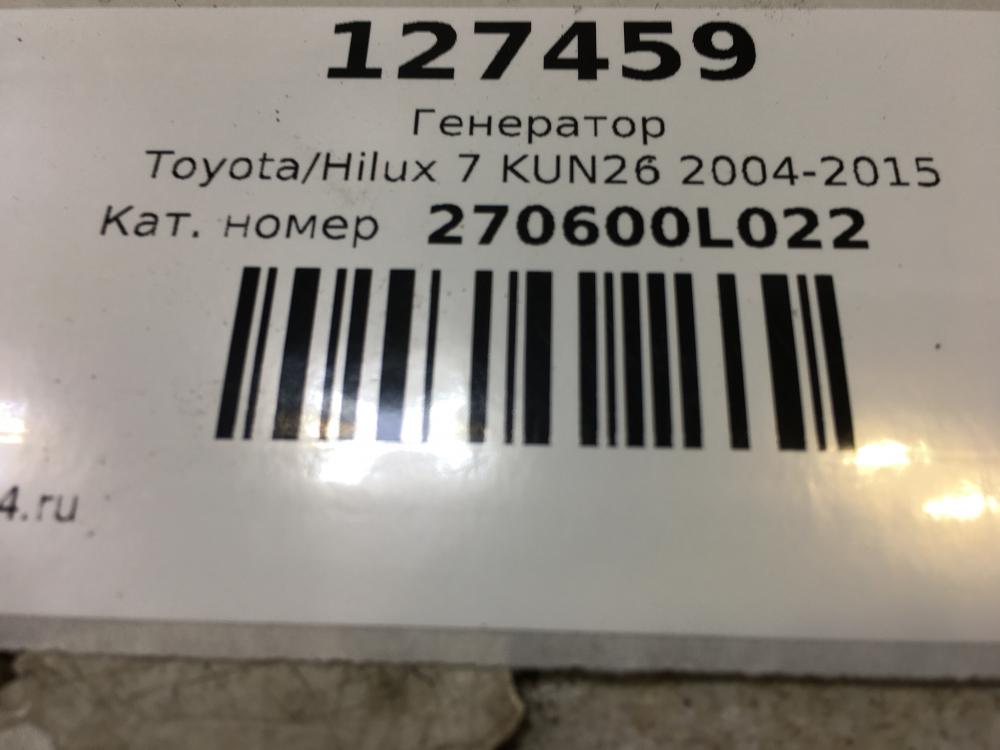 127459
Генератор
Toyota/Hilux 7 KUN26 2004-2015
Кат. номер 270600L022
4.ru